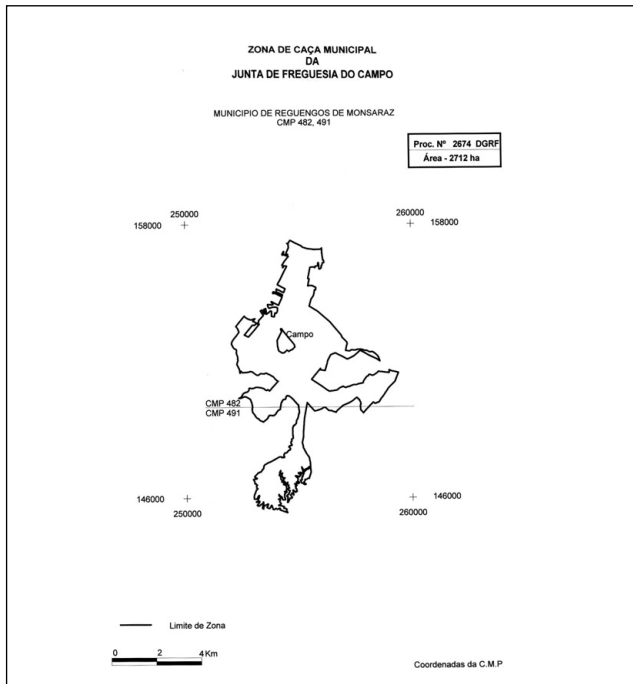 ZONA DE CAÇA MUNICIPAL
DA
JUNTA DE FREGUESIA DO CAMPO
MUNICIPIO DE REGUENGOS DE MONSARAZ
CMP 482, 491
Proc. Nº 2674 DGRF
Área - 2712 ha
250000
260000
158000
158000
Campo
CMP 482
CMP 491
146000
146000
250000
260000
Limite de Zona
0 2 4 Km
Coordenadas da C.M.P